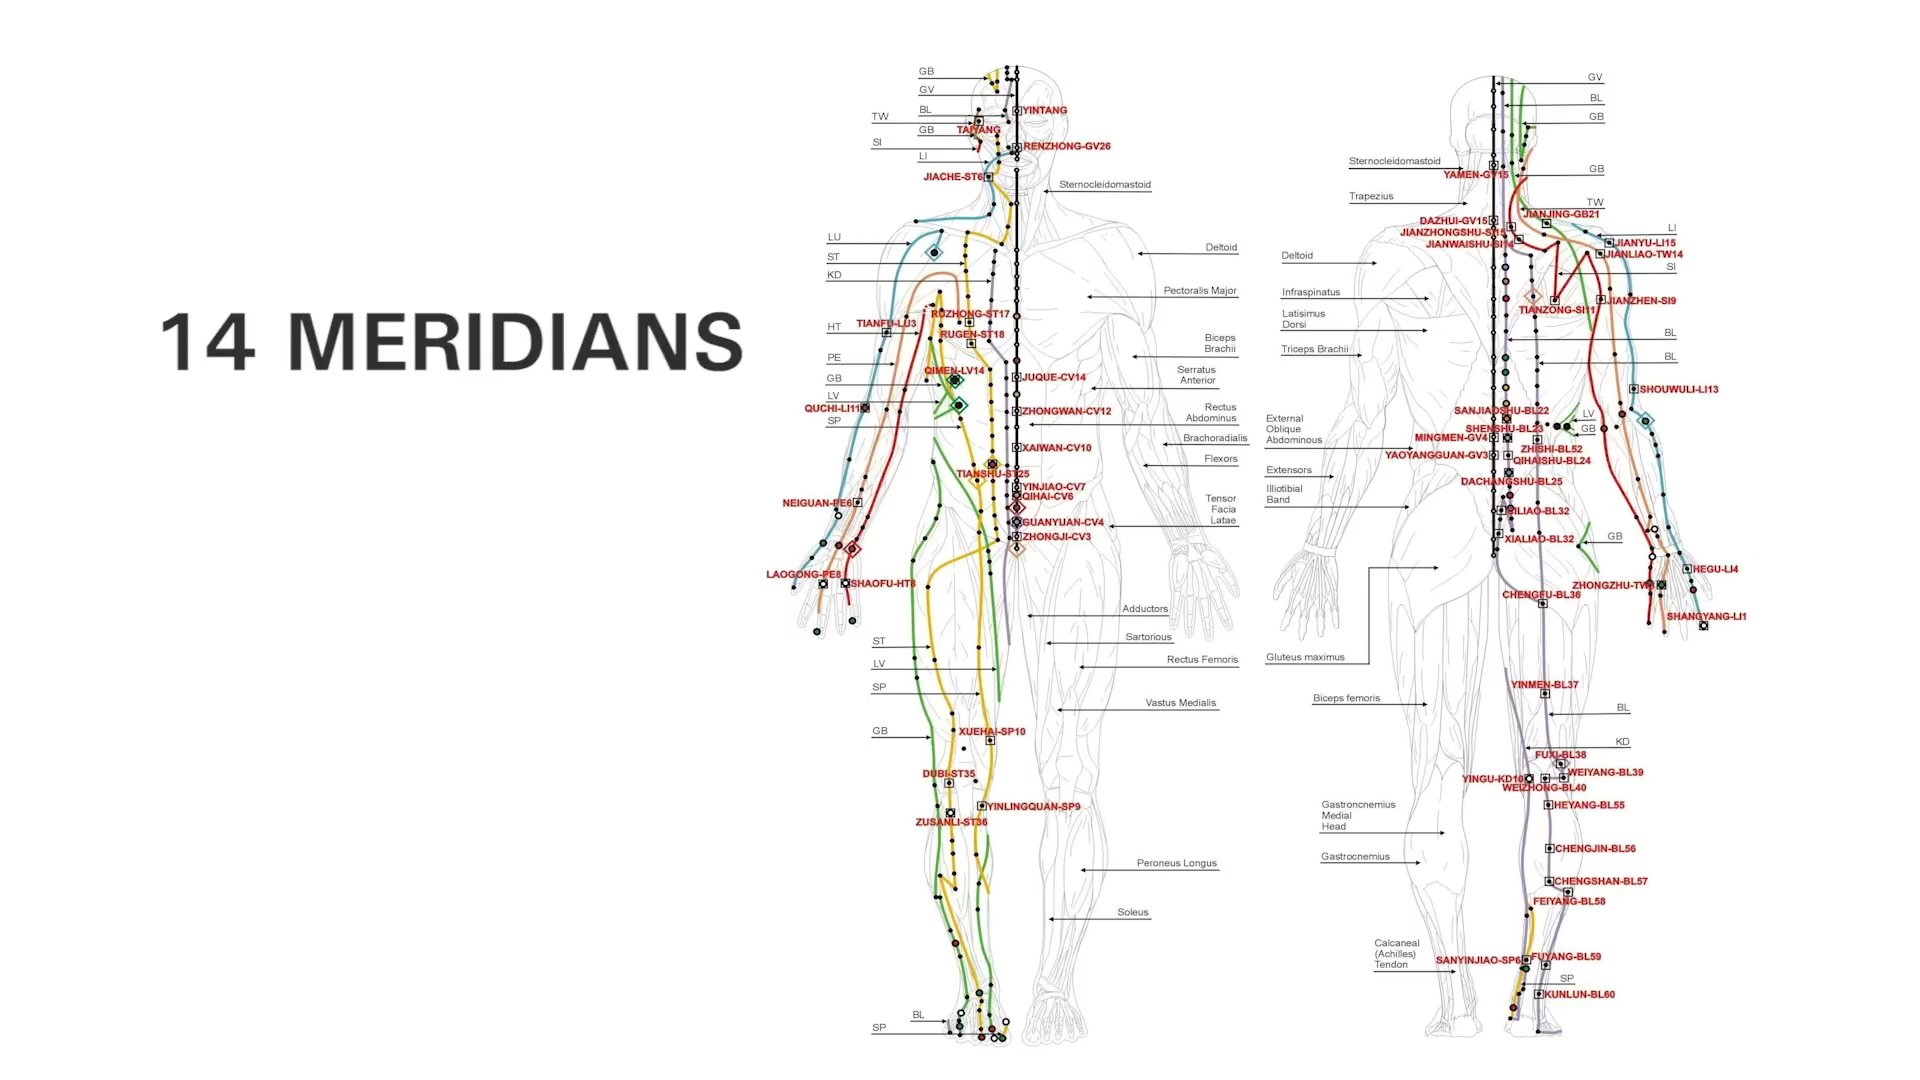 14 MERIDIANS
GB
GV
BL
TW
GB
SI
LI
YINTANG
TAIYANG
RENZHONG-GV26
JIACHE-ST6
Sternocleidomastoid
LU
ST
KD
HT
PE
GB
LV
SP
TIANFU-LU3
RUZHONG-ST17
RUGEN-ST18
QIMEN-LV14
QUCHI-LI11
JUQUE-CV14
ZHONGWAN-CV12
XAIWAN-CV10
TIANSHU-ST25
YINJIAO-CV7
QIHAI-CV6
GUANYUAN-CV4
ZHONGJI-CV3
NEIGUAN-PE6
LAOGONG-PE8
SHAOFU-HT8
Deltoid
Pectoralis Major
Biceps
Brachii
Serratus
Anterior
Rectus
Abdominus
Brachoradialis
Flexors
Tensor
Facia
Latae
Adductors
Sartorious
Rectus Femoris
Vastus Medialis
Peroneus Longus
Soleus
ST
LV
SP
GB
XUEHAI-SP10
DUBI-ST35
YINLINGQUAN-SP9
ZUSANLI-ST36
BL
SP
GV
BL
GB
GB
TW
LI
SI
BL
BL
LV
GB
GB
BL
KD
SP
Sternocleidomastoid
Trapezius
Deltoid
Infraspinatus
Latisimus
Dorsi
Triceps Brachii
External
Oblique
Abdominous
Extensors
Illiotibial
Band
Gluteus maximus
Biceps femoris
Gastroncnemius
Medial
Head
Gastrocnemius
Calcaneal
(Achilles)
Tendon
YAMEN-GV15
DAZHUI-GV15
JIANZHONGSHU-SI15
JIANWAISHU-SI14
JIANJING-GB21
JIANYU-LI15
JIANLIAO-TW14
TIANZONG-SI11
JIANZHEN-SI9
SHOUWULI-LI13
SANJIAOSHU-BL22
SHENSHU-BL23
MINGMEN-GV4
ZHISHI-BL52
YAOYANGGUAN-GV3
QIHAISHU-BL24
DACHANGSHU-BL25
XIALIAO-BL32
HEGU-LI4
CHENGFU-BL36
SHANGYANG-LI1
YINMEN-BL37
FUXI-BL38
WEIYANG-BL39
YINGU-KD10
WEIZHONG-BL40
HEYANG-BL55
CHENGJIN-BL56
CHENGSHAN-BL57
FEIYANG-BL58
SANYINJIAO-SP6
FUYANG-BL59
KUNLUN-BL60